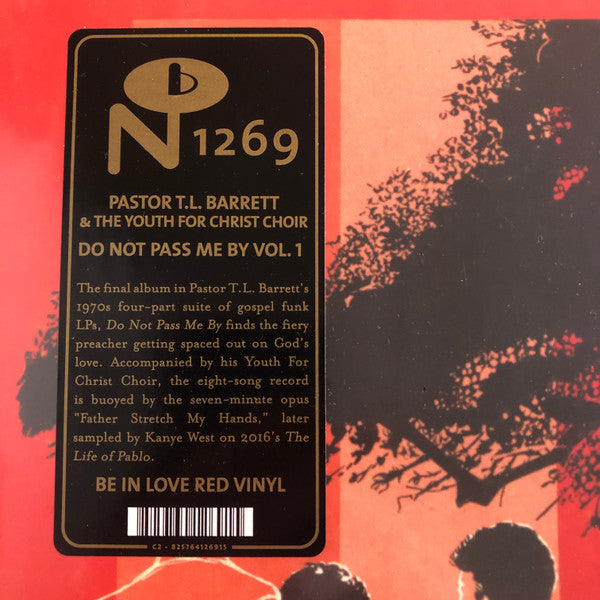 N 1269
PASTOR T.L. BARRETT
& THE YOUTH FOR CHRIST CHOIR
DO NOT PASS ME BY VOL. 1
The final album in Pastor T.L. Barrett's
1970s four-part suite of gospel funk
LPs, Do Not Pass Me By finds the fiery
preacher getting spaced out on God's
love. Accompanied by his Youth For
Christ Choir, the eight-song record
is buoyed by the seven-minute opus
"Father Stretch My Hands," later
sampled by Kanye West on 2016's The
Life of Pablo.
BE IN LOVE RED VINYL
C2 - 825764126915